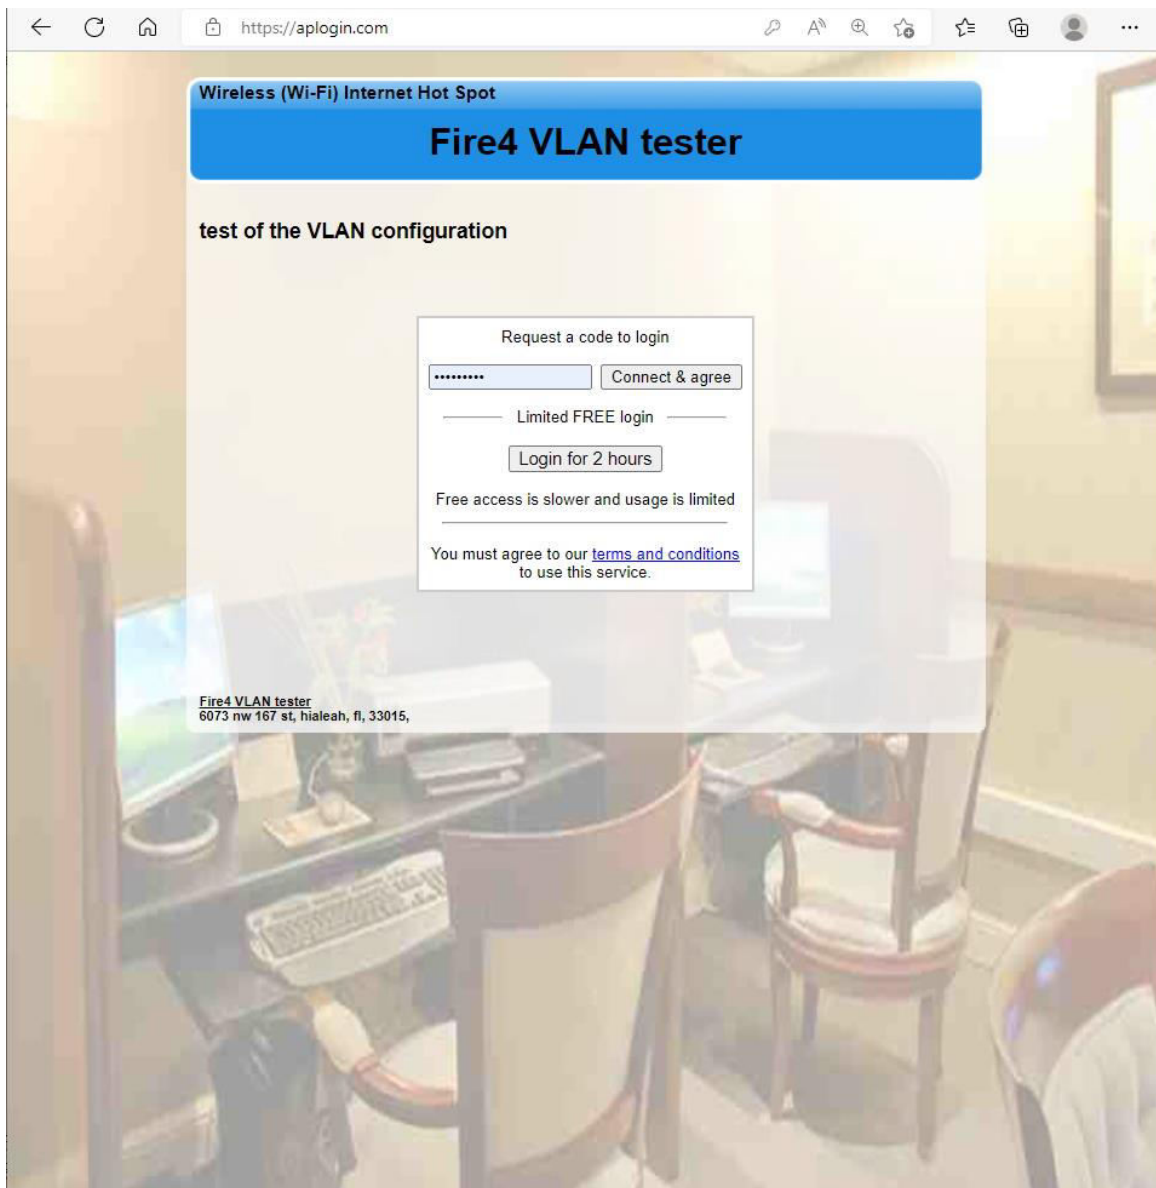 https://aplogin.com
Wireless (Wi-Fi) Internet Hot Spot
Fire4 VLAN tester
test of the VLAN configuration
Request a code to login
•••••••••
Connect & agree
Limited FREE login
Login for 2 hours
Free access is slower and usage is limited
You must agree to our terms and conditions
to use this service.
Fire4 VLAN tester
6073 nw 167 st, hialeah, fl, 33015,